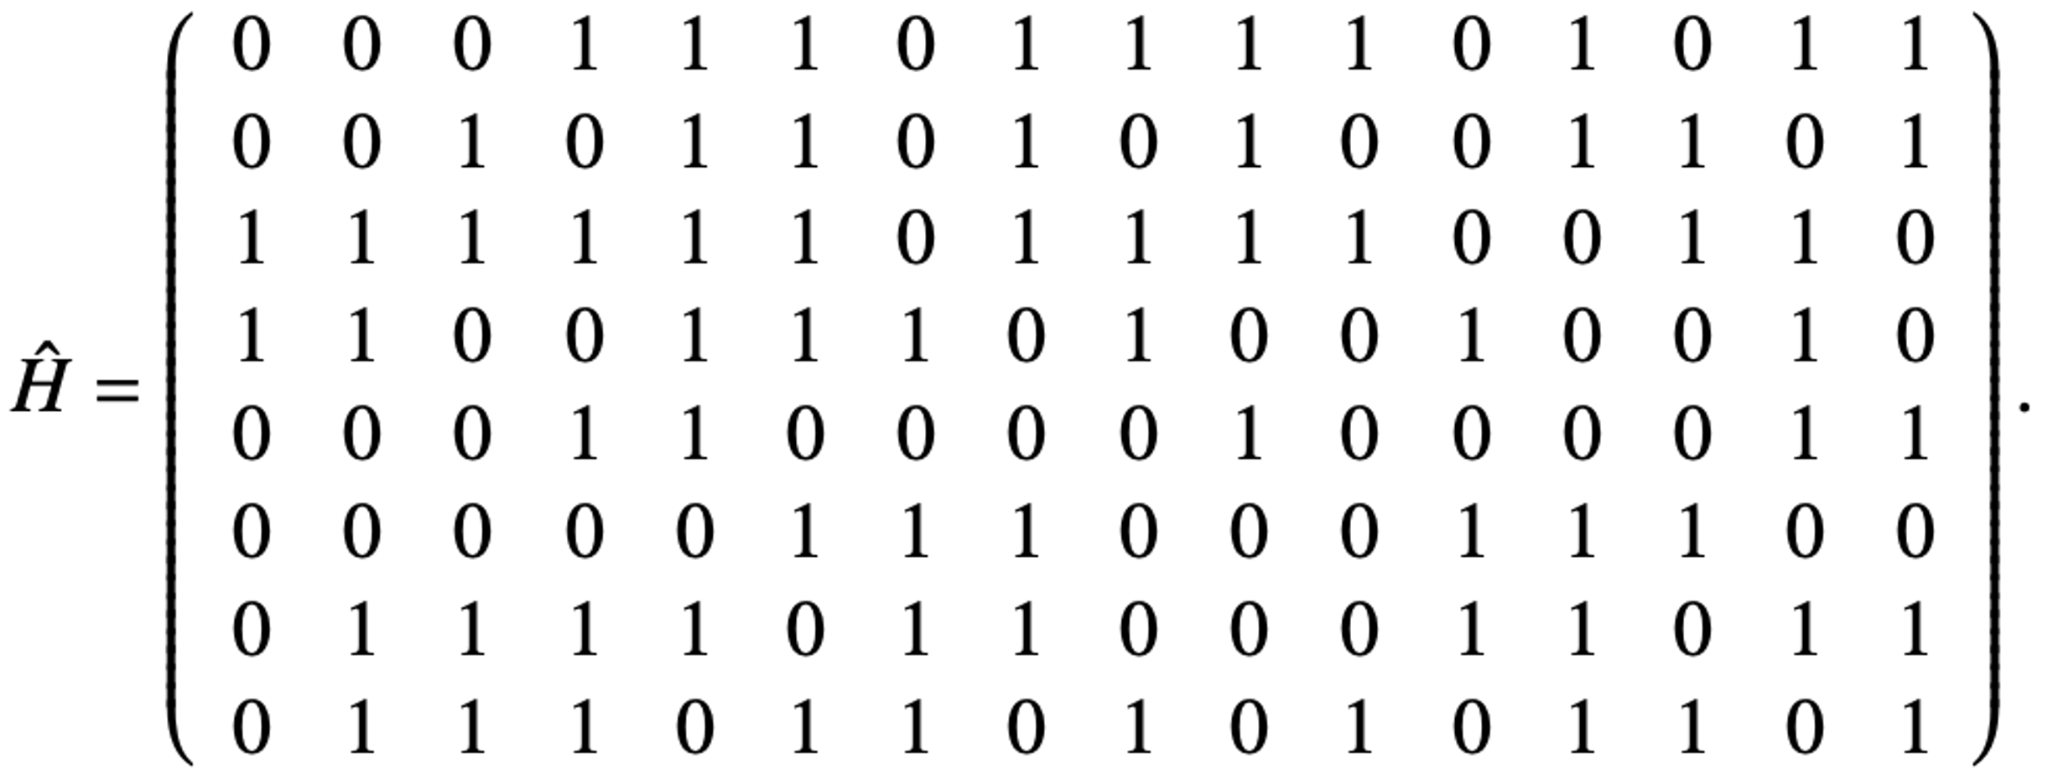 0 0 0 1 1 1 0 1 1 1 1 0 1 0 1 1
0 0 1 0 1 1 0 1 0 1 0 0 1 1 0 1
1 1 1 1 1 1 0 1 1 1 1 0 0 1 1 0
1 1 0 0 1 1 1 0 1 0 0 1 0 0 1 0
Ĥ =
0 0 0 1 1 0 0 0 0 1 0 0 0 0 1 1
.
0 0 0 0 0 1 1 1 0 0 0 1 1 1 0 0
0 1 1 1 1 0 1 1 0 0 0 1 1 0 1 1
0 1 1 1 0 1 1 0 1 0 1 0 1 1 0 1